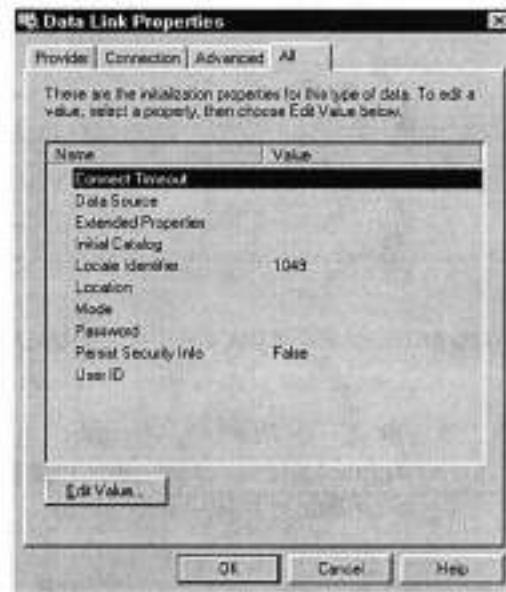 Data Link Properties
Provider Connection Advanced All
These are the initialization properties for this type of data. To edit a
value, select a property, then choose Edit Value below.
Name Value
Connect Timeout
Data Source
Extended Properties
Initial Catalog
Locale Identifier 1049
Location
Mode
Password
Persist Security Info False
User ID
Edit Value...
OK Cancel Help